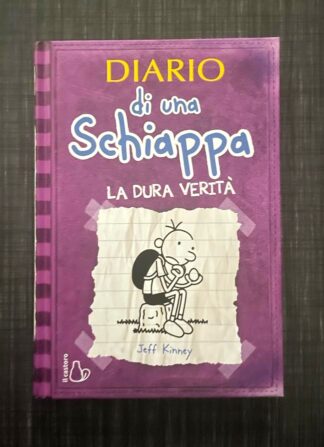 DIARIO
di una
Schiappa
LA DURA VERITÀ
Jeff Kinney
il castoro